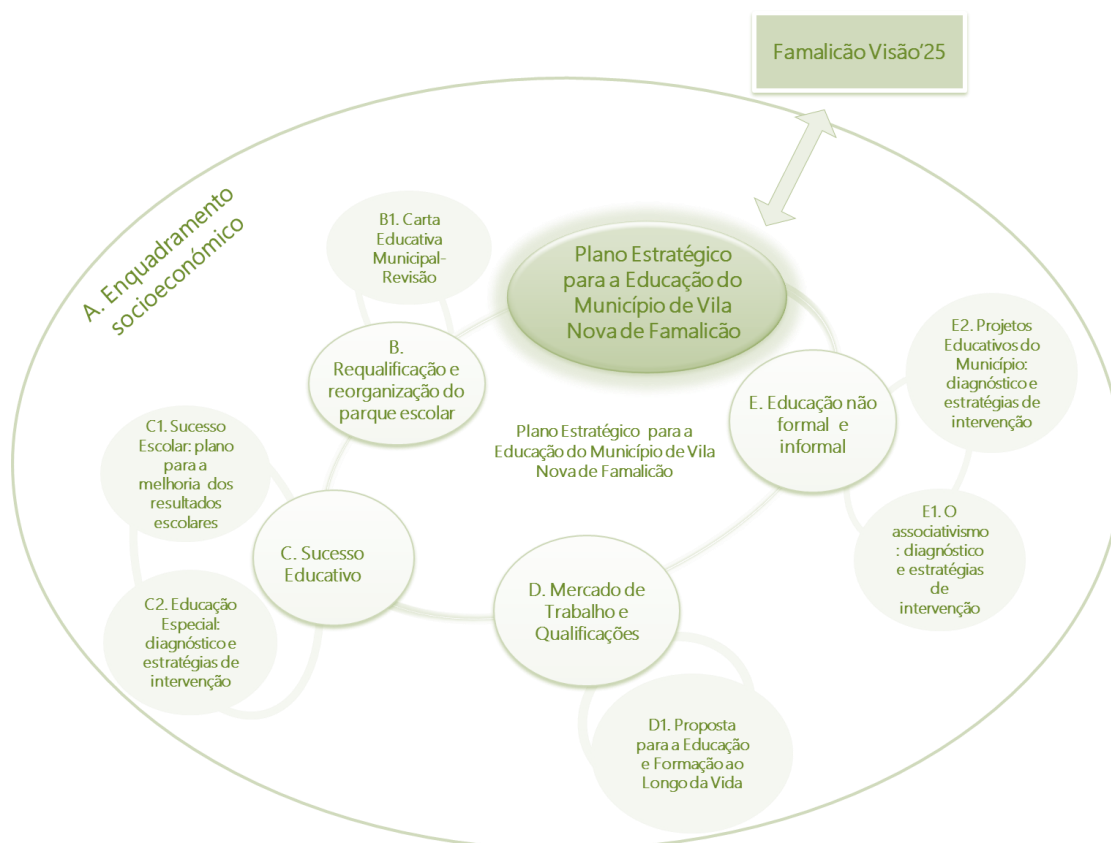 Famalicão Visão'25
A. Enquadramento
socioeconómico
B1. Carta
Educativa
Municipal-
Revisão
Plano Estratégico
para a Educação do
Município de Vila
Nova de Famalicão
B.
Requalificação e
reorganização do
parque escolar
E2. Projetos
Educativos do
Município:
diagnóstico e
estratégias de
intervenção
E. Educação não
formal e
informal
Plano Estratégico para a
Educação do Município de Vila
Nova de Famalicão
C1. Sucesso
Escolar: plano
para a
melhoria dos
resultados
escolares
E1. O
associativismo
: diagnóstico
e estratégias
de
intervenção
C. Sucesso
Educativo
D. Mercado de
Trabalho e
Qualificações
C2. Educação
Especial:
diagnóstico e
estratégias de
intervenção
D1. Proposta
para a Educação
e Formação ao
Longo da Vida